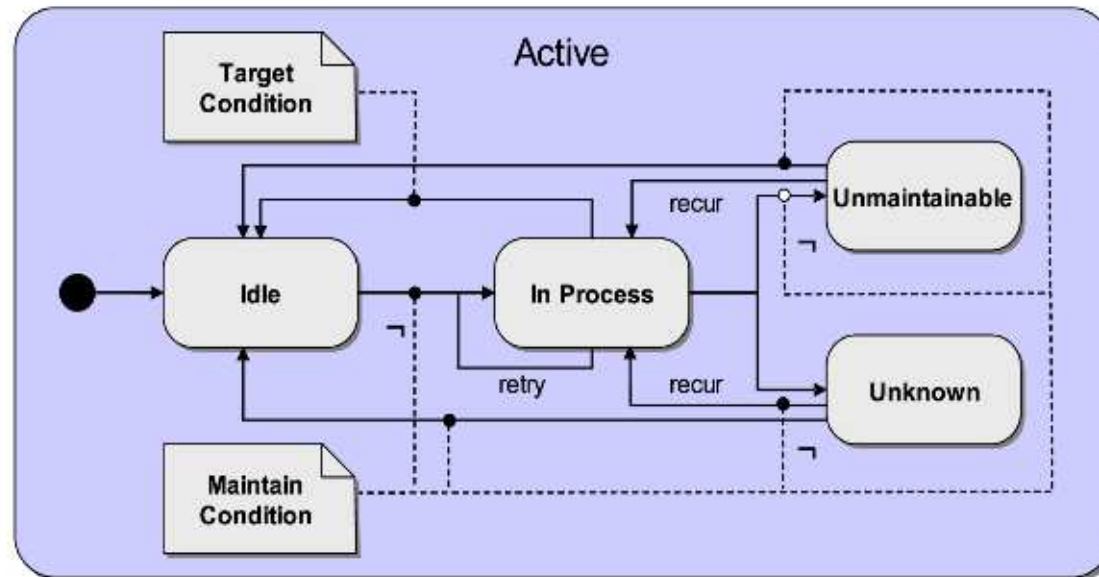 Active
Target
Condition
Unmaintainable
recur
¬
Idle
In Process
¬
retry
recur
Unknown
¬
Maintain
Condition